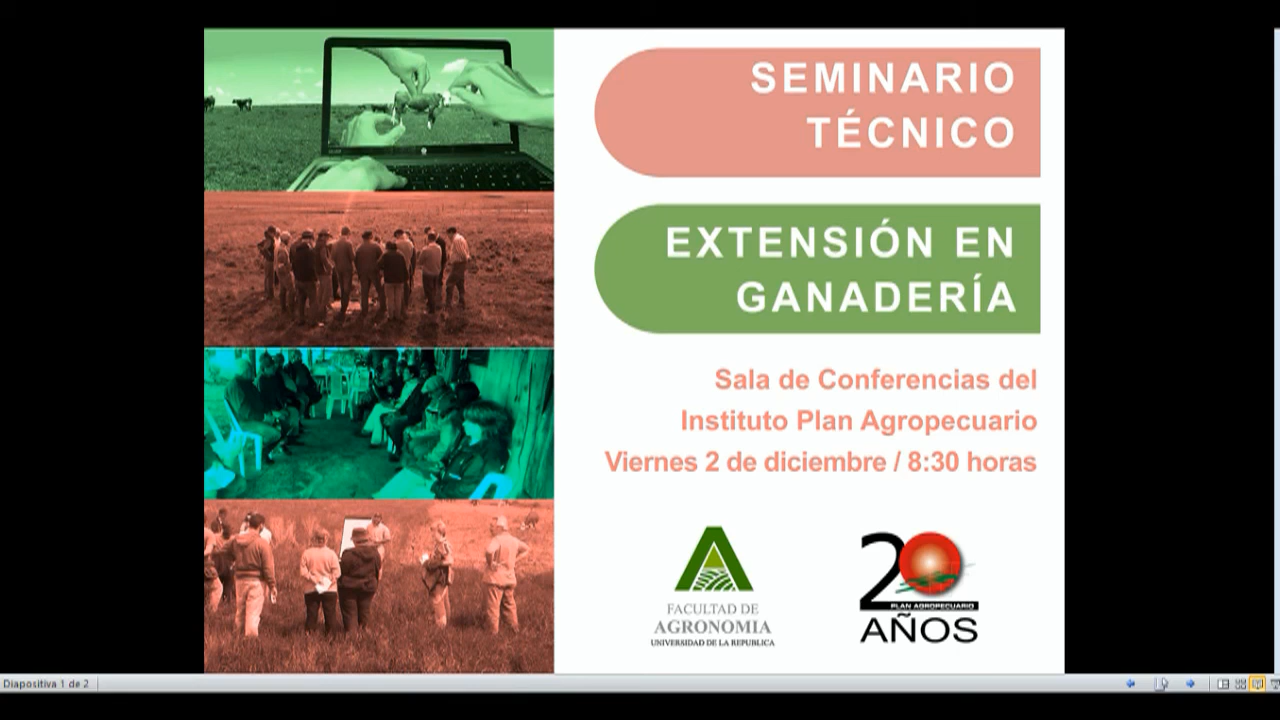 SEMINARIO
TÉCNICO
EXTENSIÓN EN
GANADERÍA
Sala de Conferencias del
Instituto Plan Agropecuario
Viernes 2 de diciembre / 8:30 horas
FACULTAD DE
AGRONOMIA
UNIVERSIDAD DE LA REPUBLICA
20
PLAN AGROPECUARIO
AÑOS
Diapositiva 1 de 2